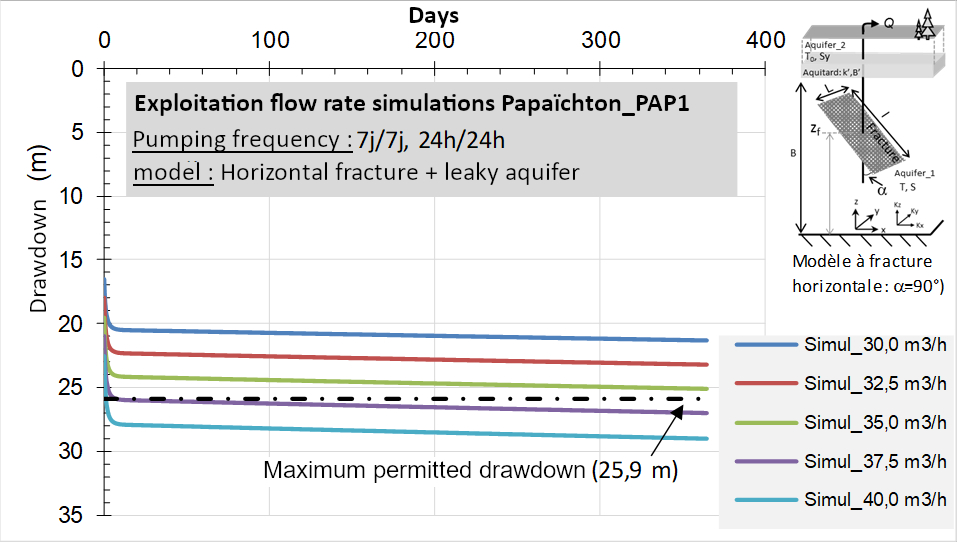 Days
0 100 200 300 400
0
5
10
15
20
25
30
35
Drawdown (m)
Exploitation flow rate simulations Papaïchton_PAP1
Pumping frequency : 7j/7j, 24h/24h
model : Horizontal fracture + leaky aquifer
Maximum permitted drawdown (25,9 m)
Q
Aquifer_2
T₀, Sy
Aquitard: k’,B’
L
l
Fracture
Zf
B
Aquifer_1
T, S
α
z
y
x
Kz
Ky
Kx
Modèle à fracture
horizontale : α=90°)
Simul_30,0 m3/h
Simul_32,5 m3/h
Simul_35,0 m3/h
Simul_37,5 m3/h
Simul_40,0 m3/h